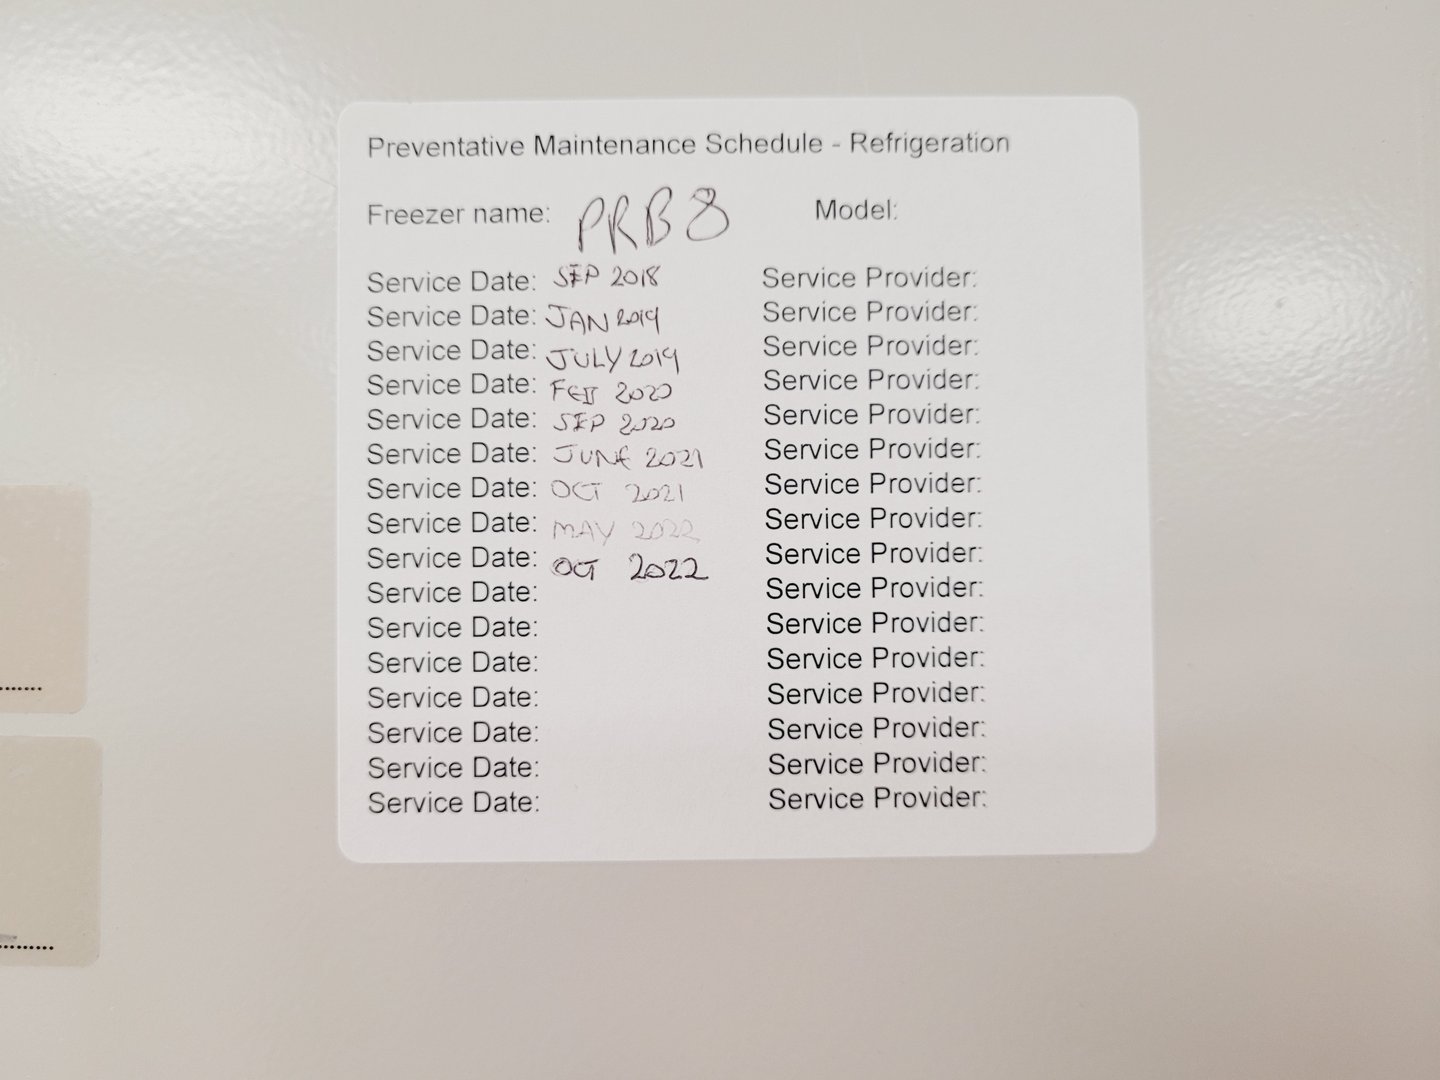 Preventative Maintenance Schedule - Refrigeration
Freezer name: PRB8 Model:
Service Date: SEP 2018 Service Provider:
Service Date: JAN 2019 Service Provider:
Service Date: JULY 2019 Service Provider:
Service Date: FEB 2020 Service Provider:
Service Date: SEP 2020 Service Provider:
Service Date: JUNE 2021 Service Provider:
Service Date: OCT 2021 Service Provider:
Service Date: MAY 2022 Service Provider:
Service Date: OCT 2022 Service Provider:
Service Date: Service Provider:
Service Date: Service Provider:
Service Date: Service Provider:
Service Date: Service Provider:
Service Date: Service Provider:
Service Date: Service Provider:
Service Date: Service Provider: